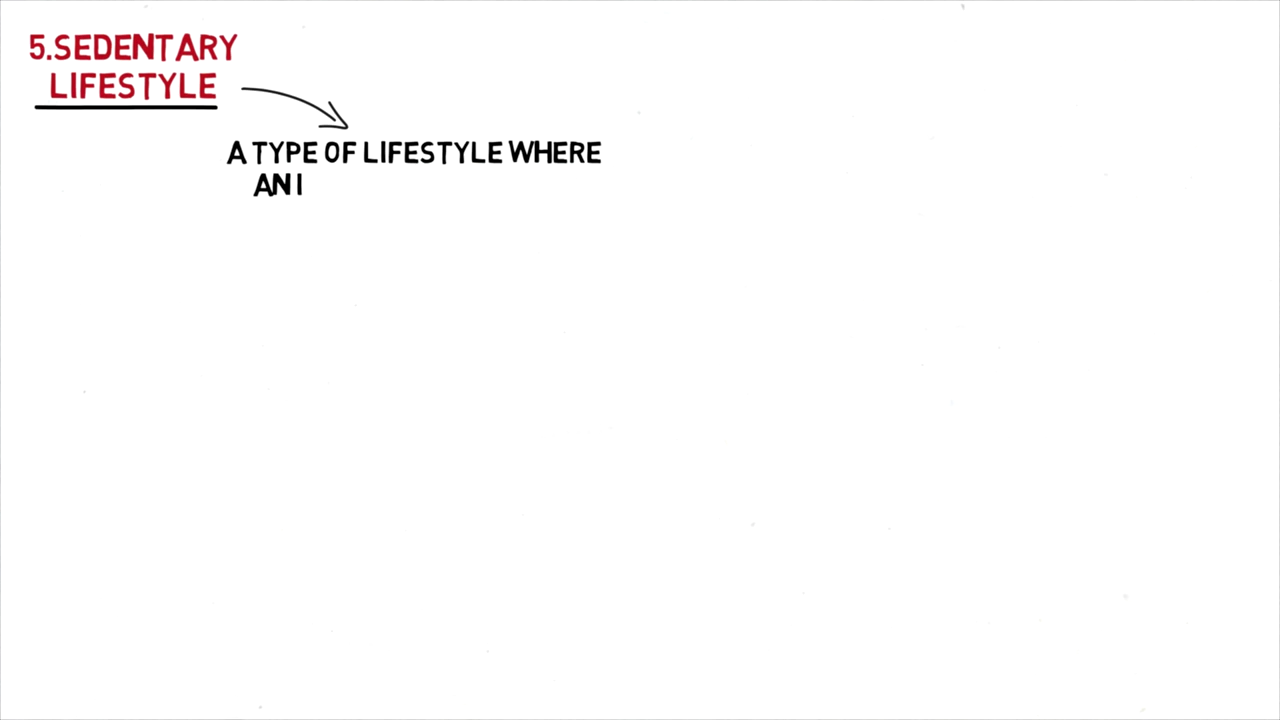 5.SEDENTARY
LIFESTYLE
A TYPE OF LIFESTYLE WHERE
AN I